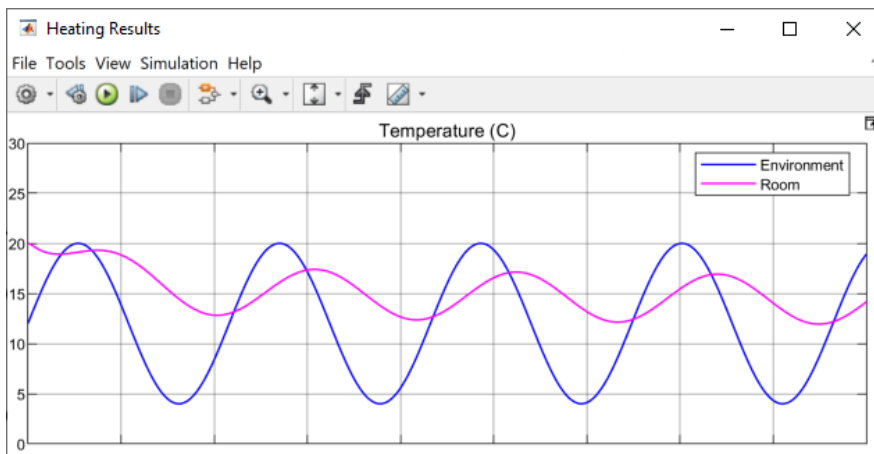 Heating Results
File Tools View Simulation Help
Temperature (C)
30
25
20
15
10
5
0
Environment
Room